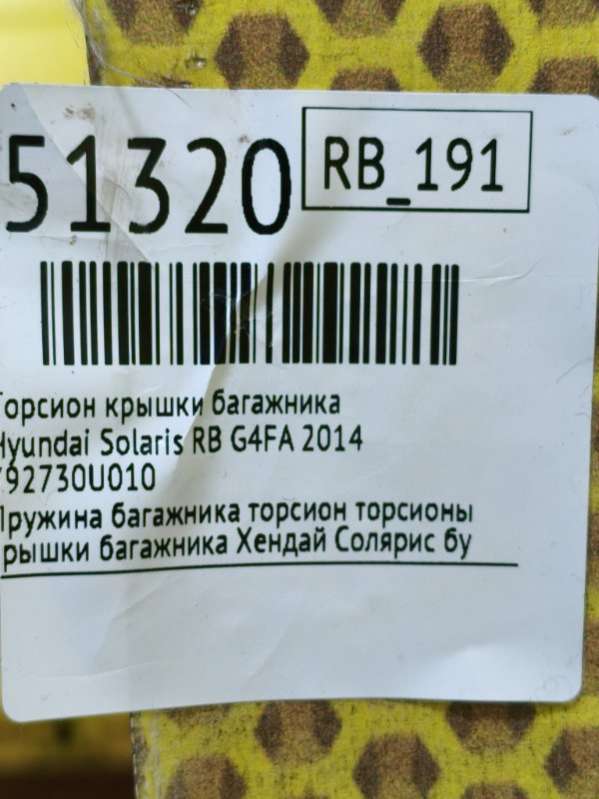 51320
RB_191
Торсион крышки багажника
Hyundai Solaris RB G4FA 2014
792730U010
Пружина багажника торсион торсионы
крышки багажника Хендай Солярис бу